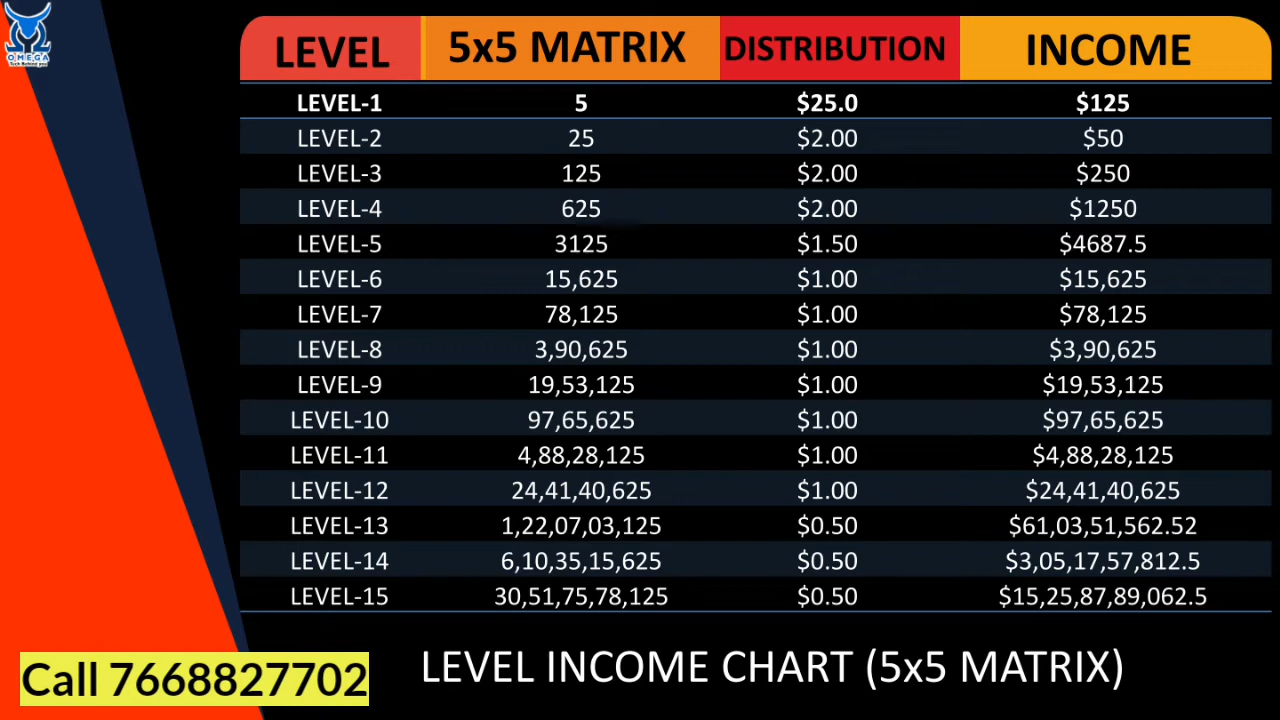 OMEGA
Tech Behind you
LEVEL 5x5 MATRIX DISTRIBUTION INCOME
LEVEL-1 5 $25.0 $125
LEVEL-2 25 $2.00 $50
LEVEL-3 125 $2.00 $250
LEVEL-4 625 $2.00 $1250
LEVEL-5 3125 $1.50 $4687.5
LEVEL-6 15,625 $1.00 $15,625
LEVEL-7 78,125 $1.00 $78,125
LEVEL-8 3,90,625 $1.00 $3,90,625
LEVEL-9 19,53,125 $1.00 $19,53,125
LEVEL-10 97,65,625 $1.00 $97,65,625
LEVEL-11 4,88,28,125 $1.00 $4,88,28,125
LEVEL-12 24,41,40,625 $1.00 $24,41,40,625
LEVEL-13 1,22,07,03,125 $0.50 $61,03,51,562.52
LEVEL-14 6,10,35,15,625 $0.50 $3,05,17,57,812.5
LEVEL-15 30,51,75,78,125 $0.50 $15,25,87,89,062.5
LEVEL INCOME CHART (5x5 MATRIX)
Call 7668827702